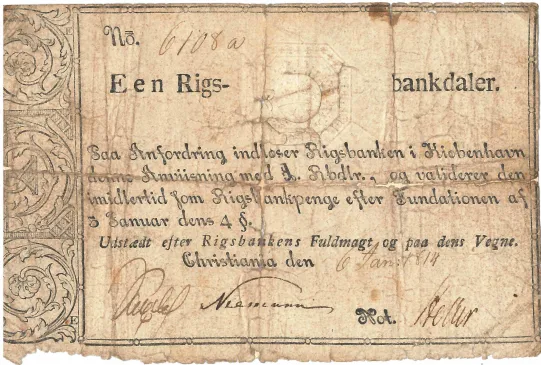 No. 6108a
Een Rigs- bankdaler.
Paa Anfordring indløser Rigsbanken i Kiøbenhavn
denne Anviisning med 1. Rbdlr., og validerer den
imidlertid som Rigsbankpenge efter Fundationen af
5 Januar dens 4 §.
Udstædt efter Rigsbankens Fuldmagt og paa dens Vegne.
Christiania den 6 Jan: 1814
Niemann
Not.